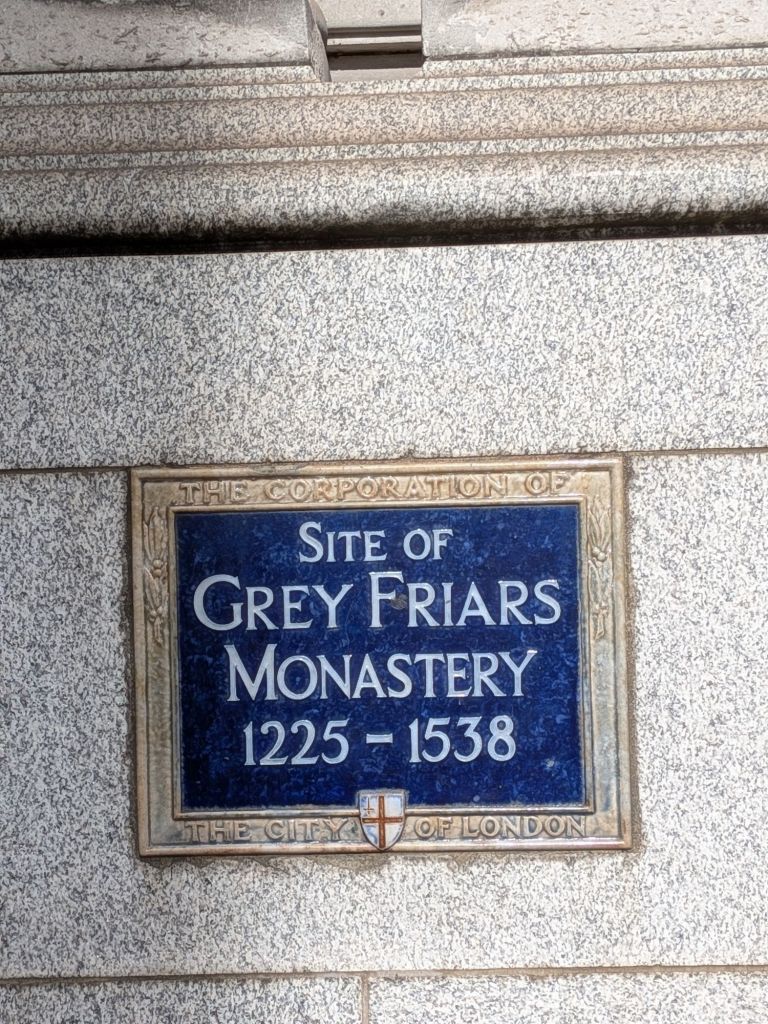 THE CORPORATION OF
SITE OF
GREY FRIARS
MONASTERY
1225 - 1538
THE CITY OF LONDON